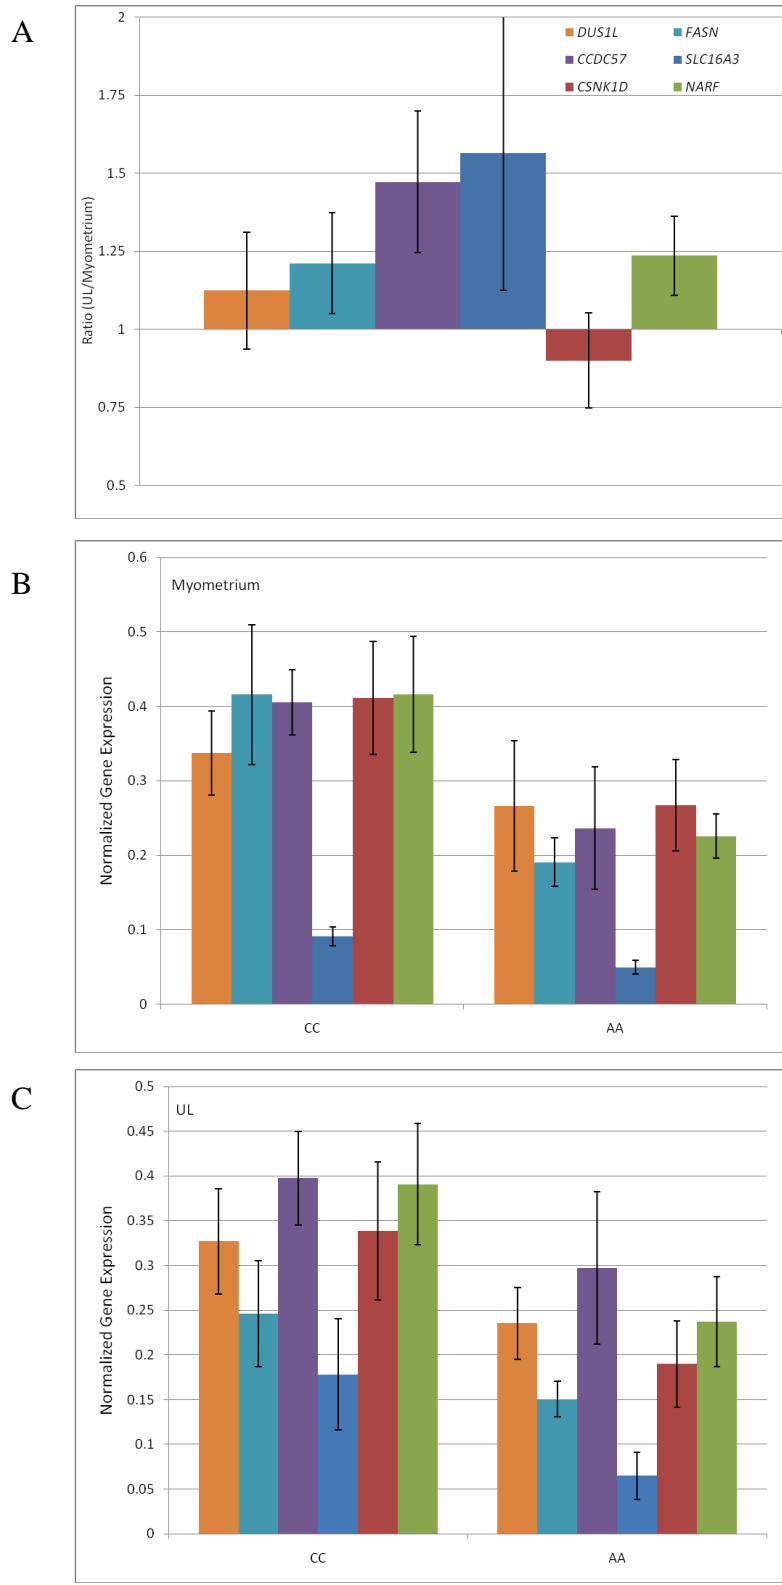 A
2
1.75
1.5
1.25
1
0.75
0.5
Ratio (UL/Myometrium)
DUS1L FASN
CCDC57 SLC16A3
CSNK1D NARF
B
Myometrium
0.6
0.5
0.4
0.3
0.2
0.1
0
Normalized Gene Expression
CC AA
C
UL
0.5
0.45
0.4
0.35
0.3
0.25
0.2
0.15
0.1
0.05
0
Normalized Gene Expression
CC AA